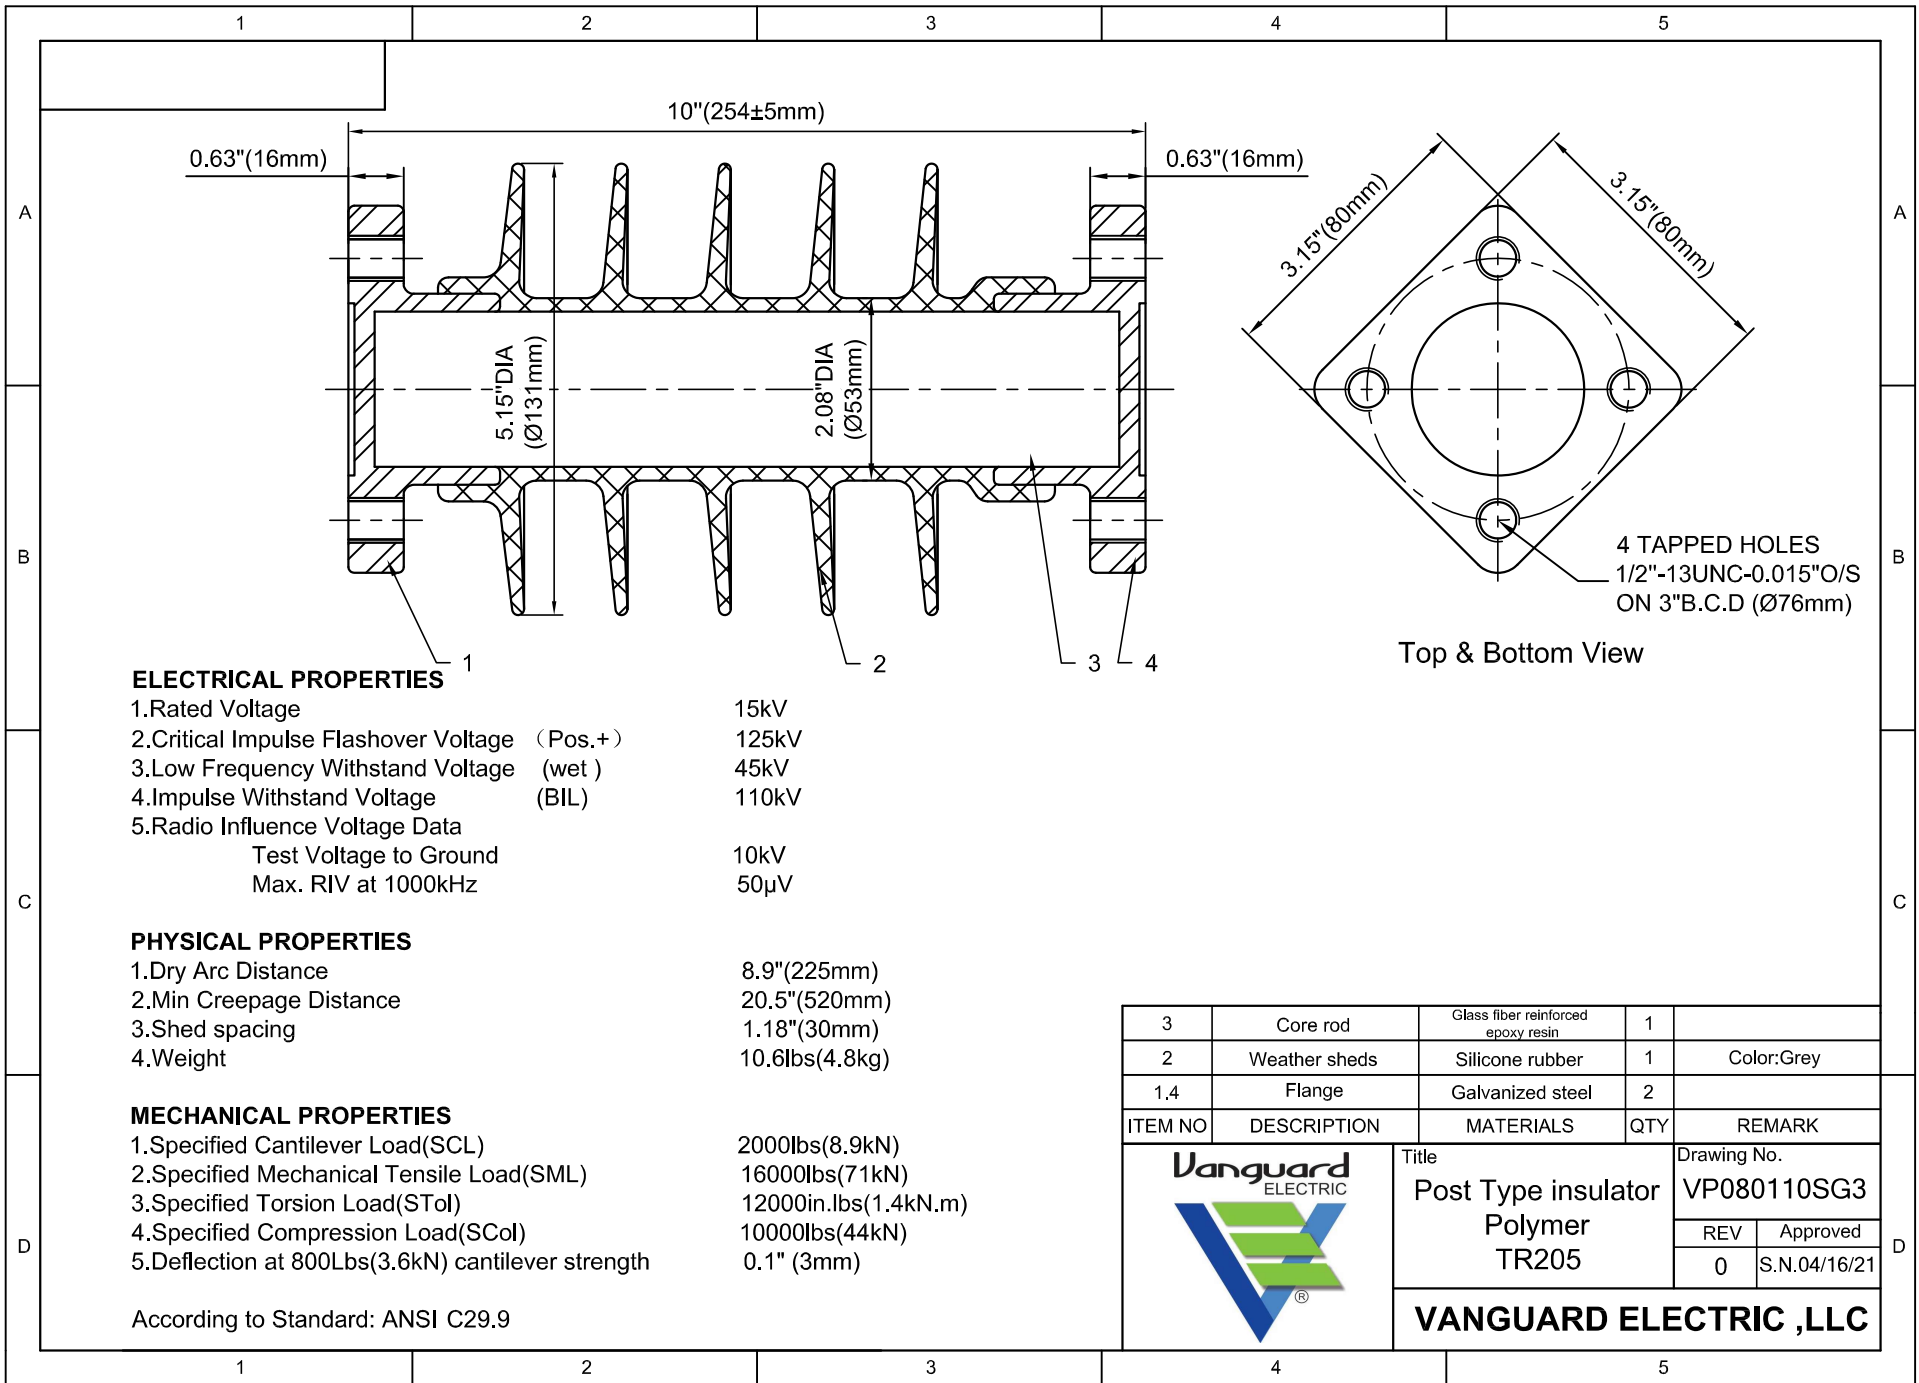 1 2 3 4 5
A A
B B
C C
D D
10"(254±5mm)
0.63"(16mm)
0.63"(16mm)
5.15"DIA
(Ø131mm)
2.08"DIA
(Ø53mm)
3.15"(80mm)
3.15"(80mm)
4 TAPPED HOLES
1/2"-13UNC-0.015"O/S
ON 3"B.C.D (Ø76mm)
Top & Bottom View
1 2 3 4
ELECTRICAL PROPERTIES
1.Rated Voltage 15kV
2.Critical Impulse Flashover Voltage （Pos.+） 125kV
3.Low Frequency Withstand Voltage (wet ) 45kV
4.Impulse Withstand Voltage (BIL) 110kV
5.Radio Influence Voltage Data
Test Voltage to Ground 10kV
Max. RIV at 1000kHz 50µV
PHYSICAL PROPERTIES
1.Dry Arc Distance 8.9"(225mm)
2.Min Creepage Distance 20.5"(520mm)
3.Shed spacing 1.18"(30mm)
4.Weight 10.6lbs(4.8kg)
MECHANICAL PROPERTIES
1.Specified Cantilever Load(SCL) 2000lbs(8.9kN)
2.Specified Mechanical Tensile Load(SML) 16000lbs(71kN)
3.Specified Torsion Load(STol) 12000in.lbs(1.4kN.m)
4.Specified Compression Load(SCol) 10000lbs(44kN)
5.Deflection at 800Lbs(3.6kN) cantilever strength 0.1" (3mm)
According to Standard: ANSI C29.9
3 Core rod Glass fiber reinforced
epoxy resin 1
2 Weather sheds Silicone rubber 1 Color:Grey
1.4 Flange Galvanized steel 2
ITEM NO DESCRIPTION MATERIALS QTY REMARK
Vanguard
ELECTRIC
®
Title
Post Type insulator
Polymer
TR205
Drawing No.
VP080110SG3
REV Approved
0 S.N.04/16/21
VANGUARD ELECTRIC ,LLC
1 2 3 4 5